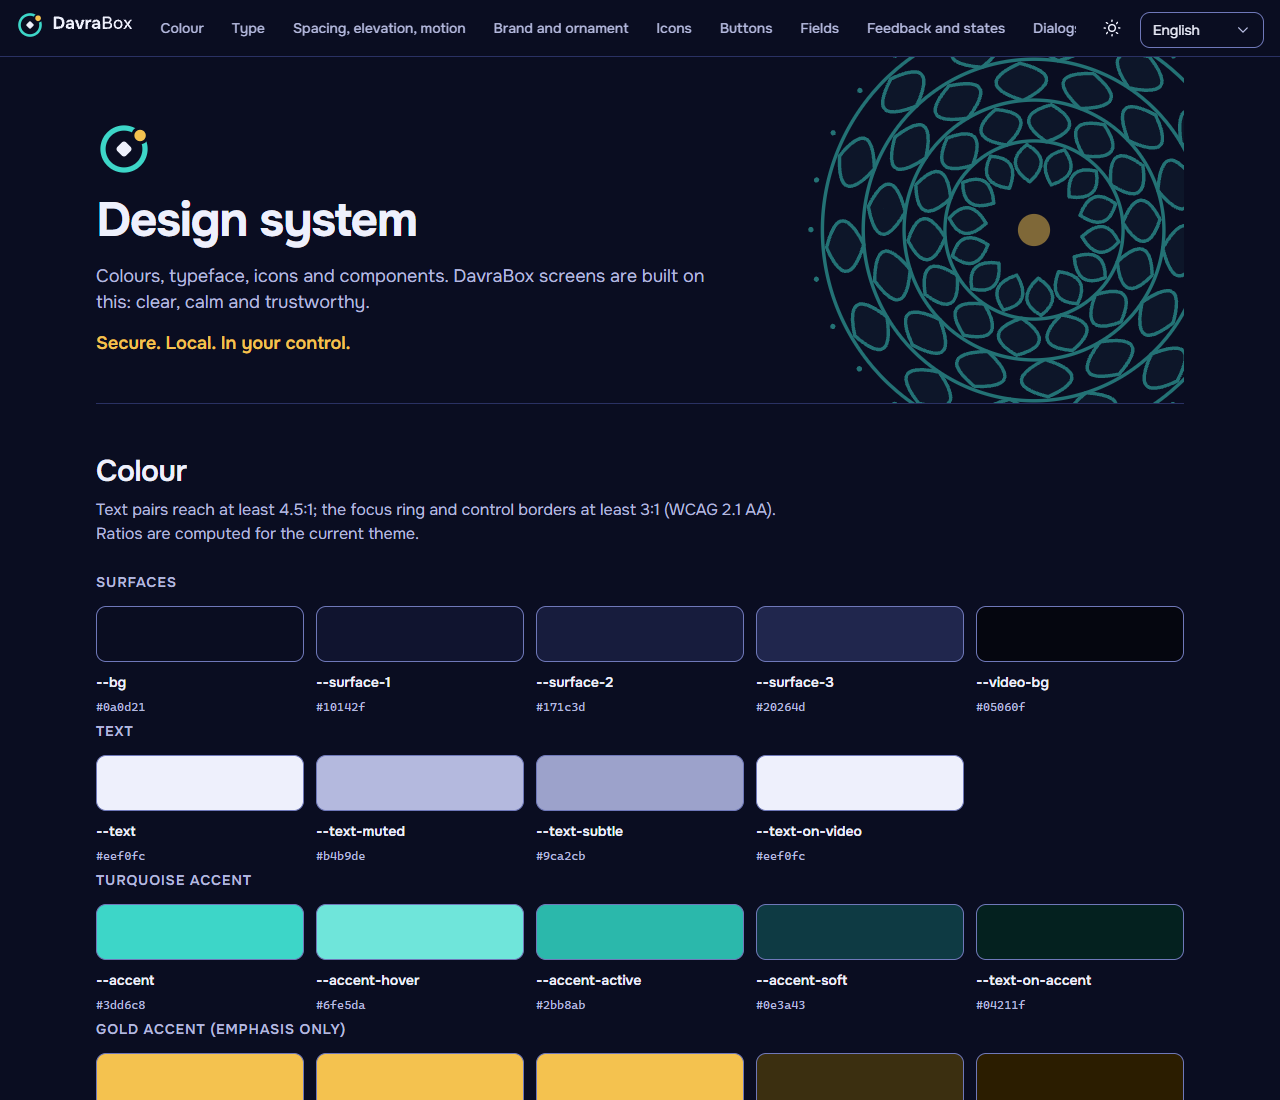 DavraBox Colour Type Spacing, elevation, motion Brand and ornament Icons Buttons Fields Feedback and states Dialog English
Design system
Colours, typeface, icons and components. DavraBox screens are built on
this: clear, calm and trustworthy.
Secure. Local. In your control.
Colour
Text pairs reach at least 4.5:1; the focus ring and control borders at least 3:1 (WCAG 2.1 AA).
Ratios are computed for the current theme.
SURFACES
--bg --surface-1 --surface-2 --surface-3 --video-bg
#0a0d21 #10142f #171c3d #20264d #05060f
TEXT
--text --text-muted --text-subtle --text-on-video
#eef0fc #b4b9de #9ca2cb #eef0fc
TURQUOISE ACCENT
--accent --accent-hover --accent-active --accent-soft --text-on-accent
#3dd6c8 #6fe5da #2bb8ab #0e3a43 #04211f
GOLD ACCENT (EMPHASIS ONLY)